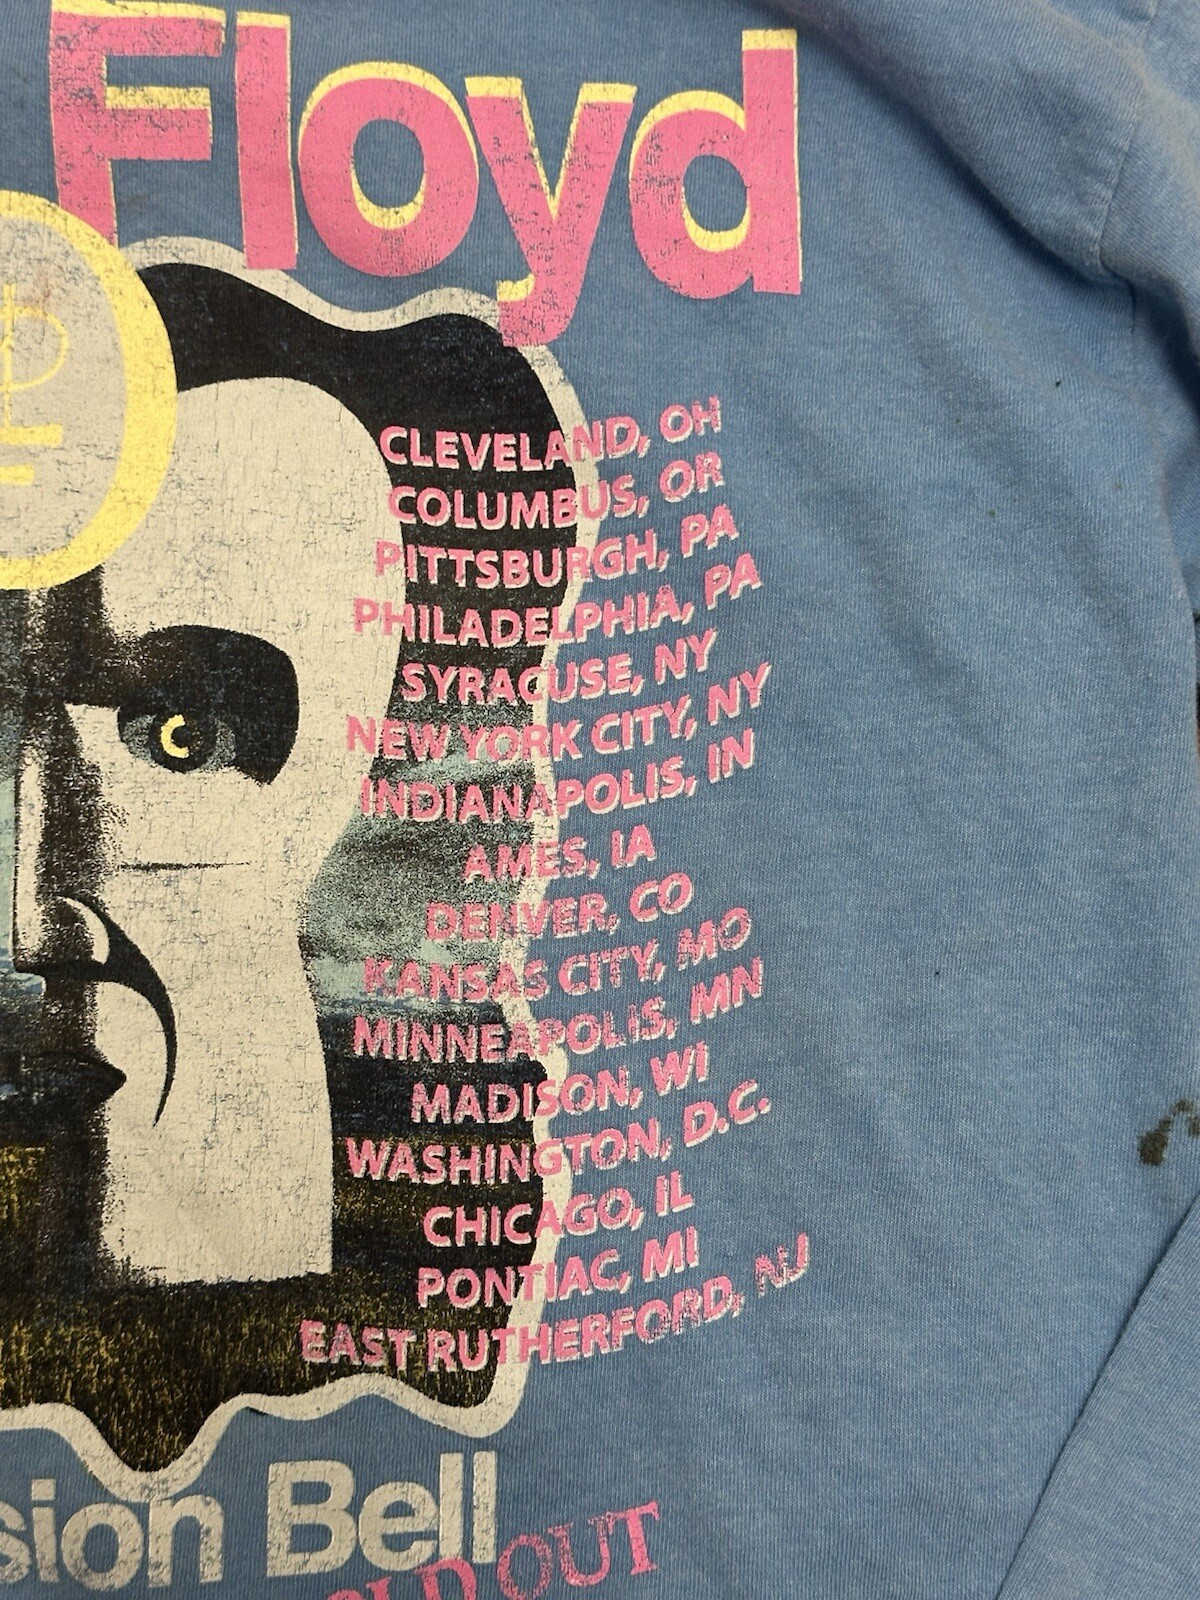 Floyd
CLEVELAND, OH
COLUMBUS, OR
PITTSBURGH, PA
PHILADELPHIA, PA
SYRACUSE, NY
NEW YORK CITY, NY
INDIANAPOLIS, IN
AMES, IA
DENVER, CO
KANSAS CITY, MO
MINNEAPOLIS, MN
MADISON, WI
WASHINGTON, D.C.
CHICAGO, IL
PONTIAC, MI
EAST RUTHERFORD, NJ
sion Bell
OLD OUT